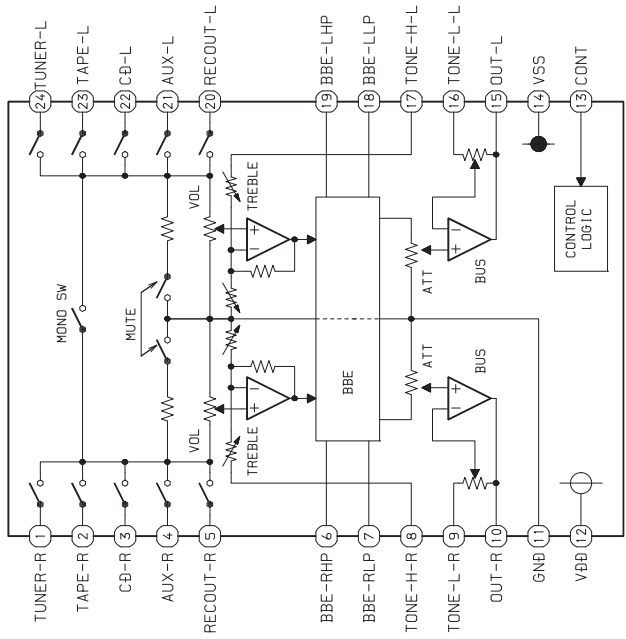 TUNER-L
TAPE-L
CD-L
AUX-L
RECOUT-L
BBE-LHP
BBE-LLP
TONE-H-L
TONE-L-L
OUT-L
VSS
CONT
24
23
22
21
20
19
18
17
16
15
14
13
MONO SW
MUTE
VOL
TREBLE
VOL
TREBLE
+
−
+
−
BBE
ATT
ATT
+
−
+
−
BUS
BUS
CONTROL
LOGIC
1
2
3
4
5
6
7
8
9
10
11
12
TUNER-R
TAPE-R
CD-R
AUX-R
RECOUT-R
BBE-RHP
BBE-RLP
TONE-H-R
TONE-L-R
OUT-R
GND
VDD